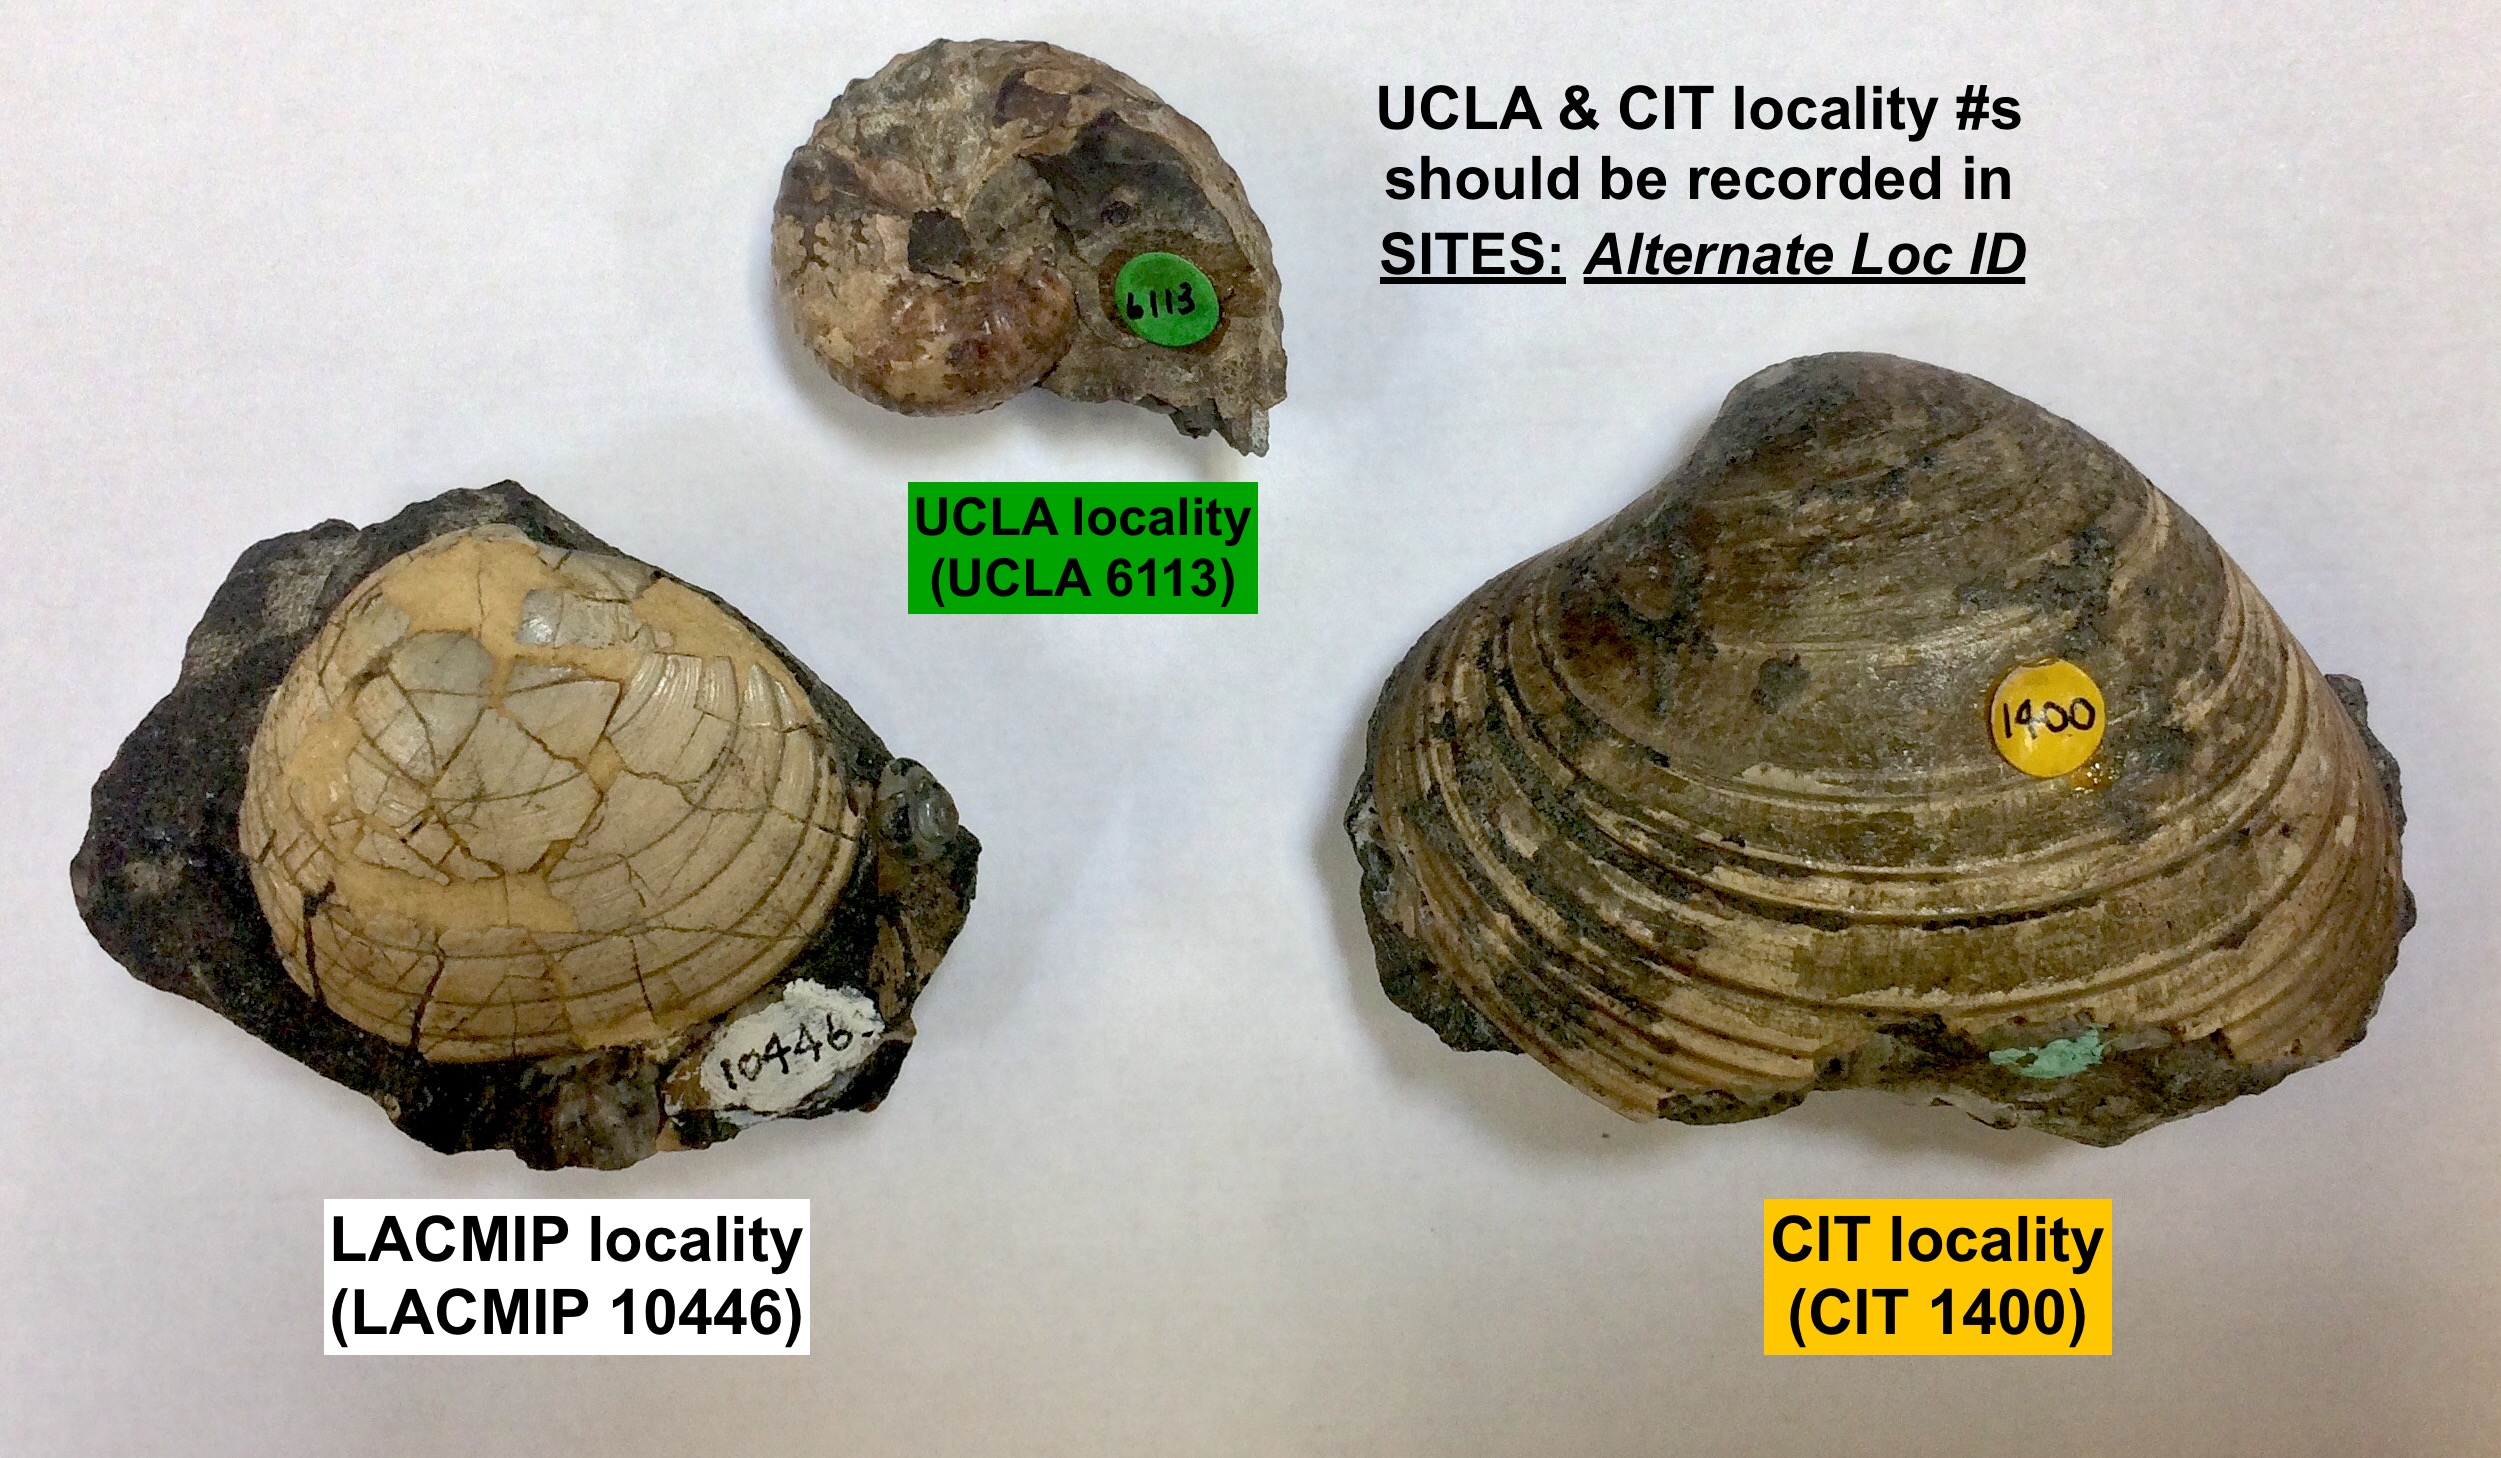 UCLA & CIT locality #s
should be recorded in
SITES: Alternate Loc ID
6113
UCLA locality
(UCLA 6113)
1400
10446
LACMIP locality
(LACMIP 10446)
CIT locality
(CIT 1400)